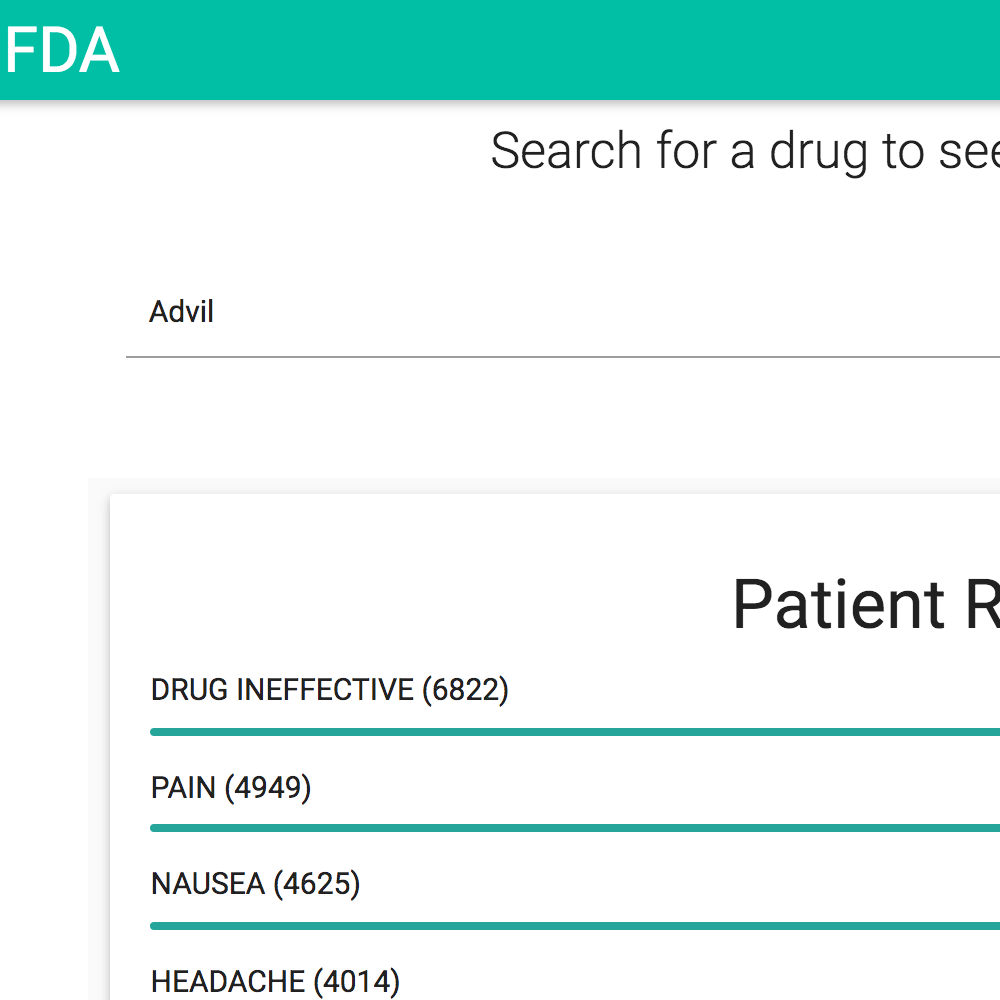 FDA
Search for a drug to see
Advil
Patient R
DRUG INEFFECTIVE (6822)
PAIN (4949)
NAUSEA (4625)
HEADACHE (4014)